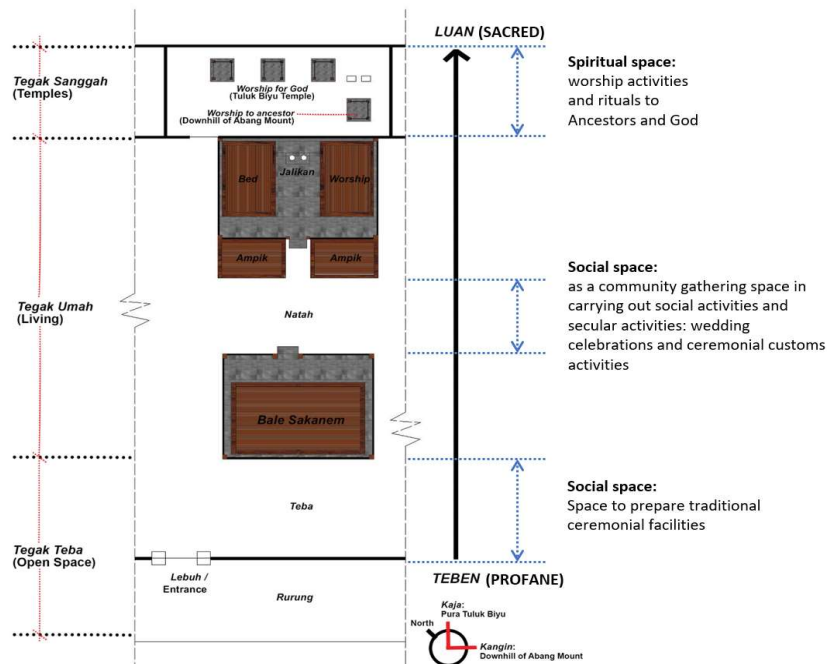 LUAN (SACRED)
Tegak Sanggah
(Temples)
Worship for God
(Tuluk Biyu Temple)
Worship to ancestor
(Downhill of Abang Mount)
Spiritual space:
worship activities
and rituals to
Ancestors and God
Bed
Jalikan
Worship
Ampik
Ampik
Tegak Umah
(Living)
Natah
Social space:
as a community gathering space in
carrying out social activities and
secular activities: wedding
celebrations and ceremonial customs
activities
Bale Sakanem
Teba
Social space:
Space to prepare traditional
ceremonial facilities
Tegak Teba
(Open Space)
Lebuh /
Entrance
Rurung
TEBEN (PROFANE)
Kaja:
Pura Tuluk Biyu
North
Kangin:
Downhill of Abang Mount